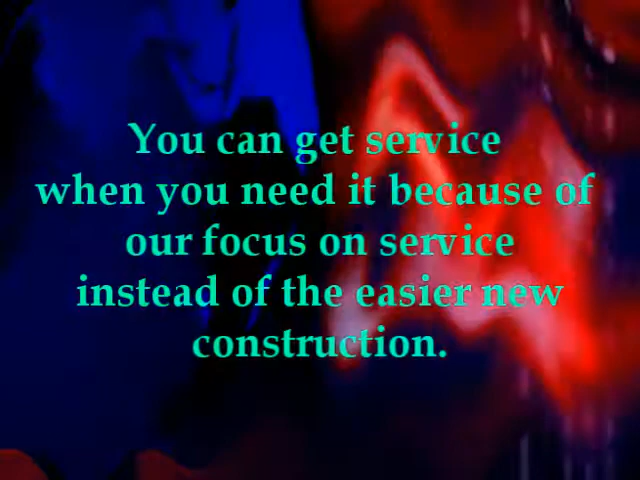 You can get service
when you need it because of
our focus on service
instead of the easier new
construction.